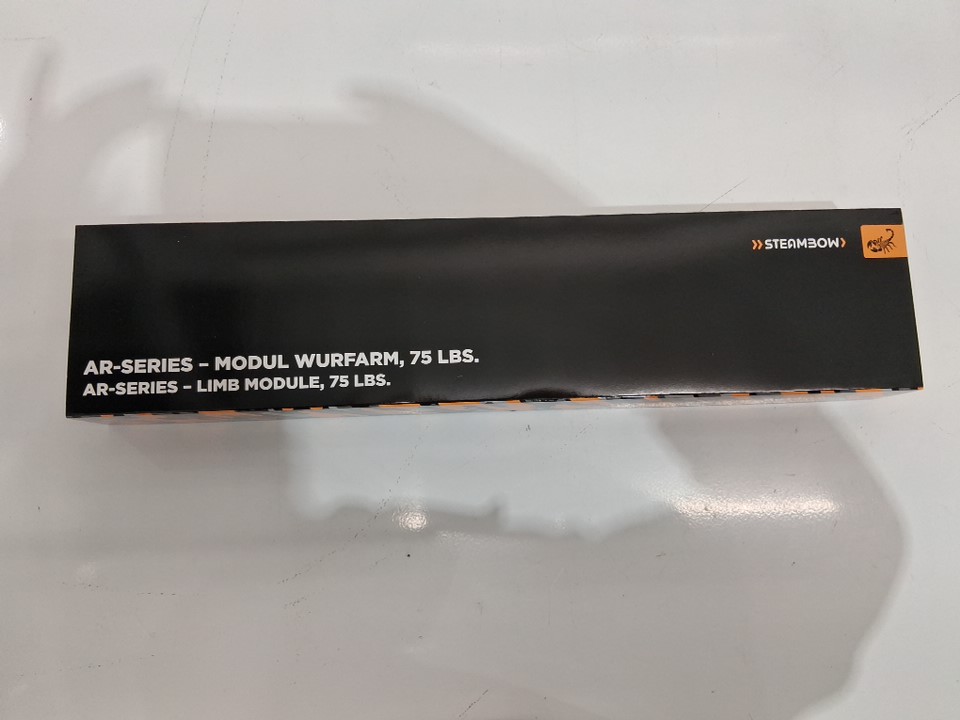 »STEAMBOW›
AR-SERIES – MODUL WURFARM, 75 LBS.
AR-SERIES – LIMB MODULE, 75 LBS.